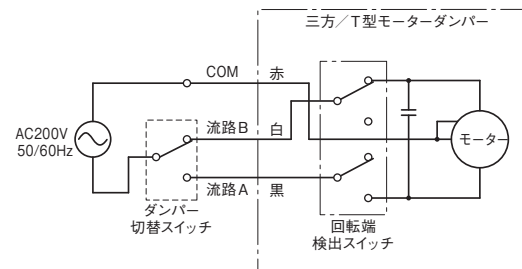 三方／T型モーターダンパー
COM 赤
AC200V
50/60Hz
流路B 白
モーター
流路A 黒
ダンパー
切替スイッチ
回転端
検出スイッチ